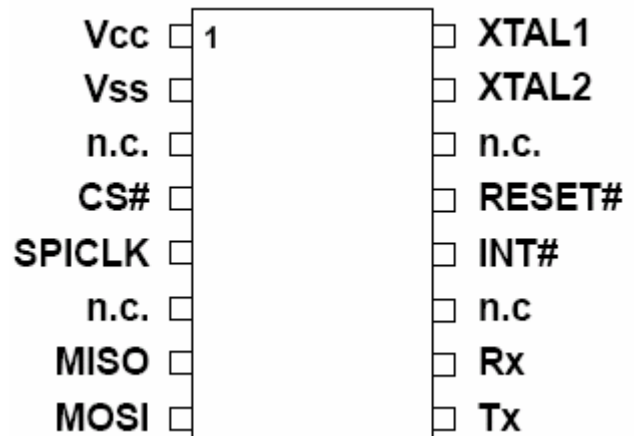 Vcc 1 XTAL1
Vss XTAL2
n.c. n.c.
CS# RESET#
SPICLK INT#
n.c. n.c
MISO Rx
MOSI Tx